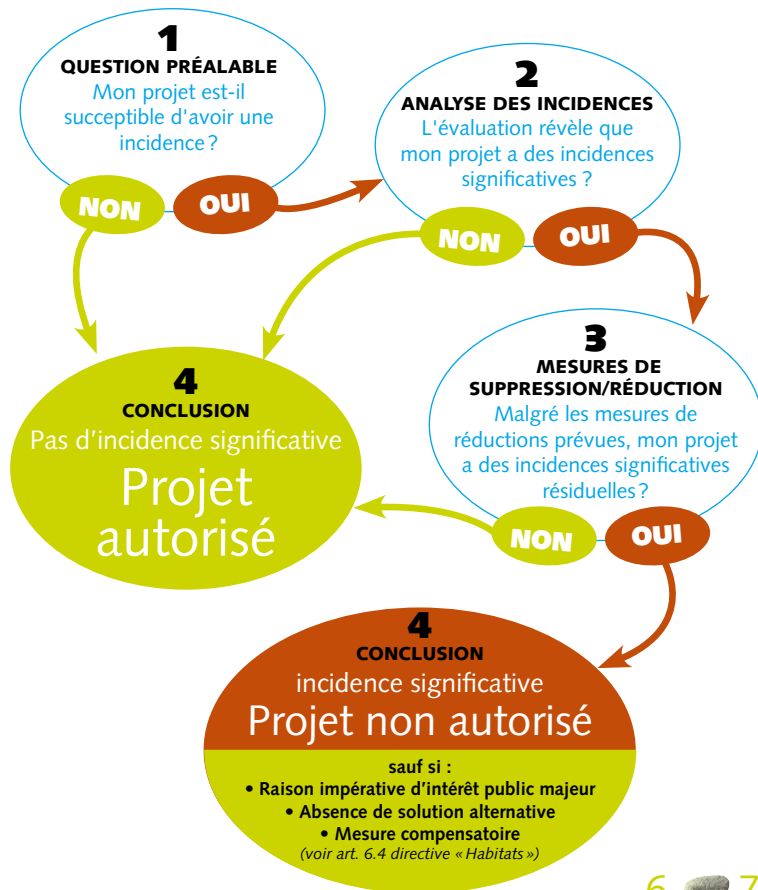 1
QUESTION PRÉALABLE
Mon projet est-il
succeptible d'avoir une
incidence ?
NON
OUI
2
ANALYSE DES INCIDENCES
L'évaluation révèle que
mon projet a des incidences
significatives ?
NON
OUI
3
MESURES DE
SUPPRESSION/RÉDUCTION
Malgré les mesures de
réductions prévues, mon projet
a des incidences significatives
résiduelles ?
NON
OUI
4
CONCLUSION
Pas d’incidence significative
Projet
autorisé
4
CONCLUSION
incidence significative
Projet non autorisé
sauf si :
• Raison impérative d’intérêt public majeur
• Absence de solution alternative
• Mesure compensatoire
(voir art. 6.4 directive « Habitats »)
6 7